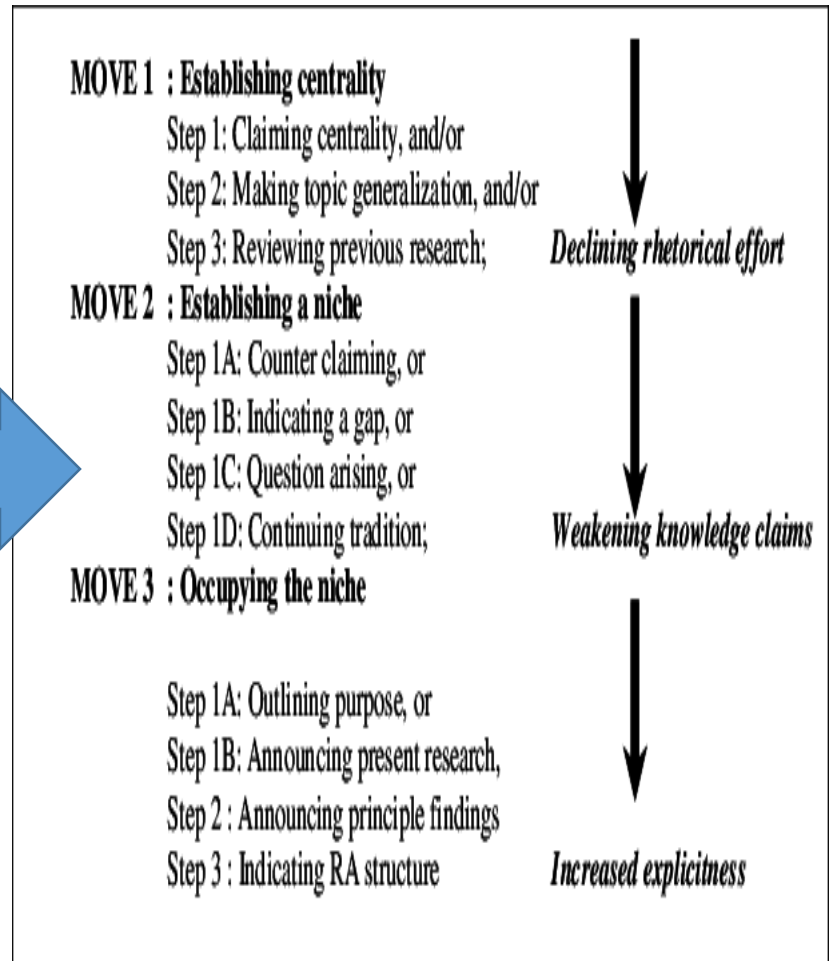 MOVE 1 : Establishing centrality
Step 1: Claiming centrality, and/or
Step 2: Making topic generalization, and/or
Step 3: Reviewing previous research; Declining rhetorical effort
MOVE 2 : Establishing a niche
Step 1A: Counter claiming, or
Step 1B: Indicating a gap, or
Step 1C: Question arising, or
Step 1D: Continuing tradition; Weakening knowledge claims
MOVE 3 : Occupying the niche
Step 1A: Outlining purpose, or
Step 1B: Announcing present research,
Step 2 : Announcing principle findings
Step 3 : Indicating RA structure Increased explicitness